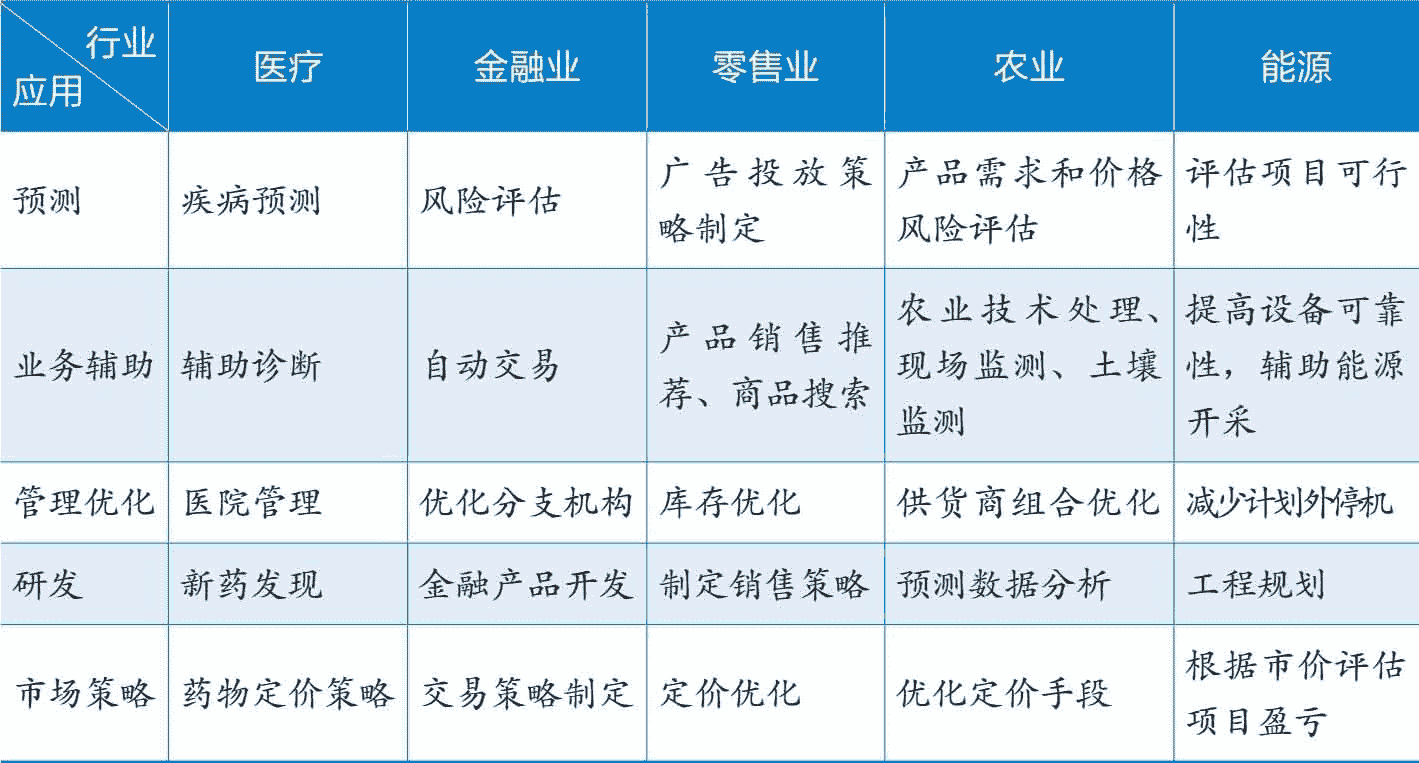 行业
应用
医疗
金融业
零售业
农业
能源
预测
疾病预测
风险评估
广告投放策
略制定
产品需求和价格
风险评估
评估项目可行
性
业务辅助
辅助诊断
自动交易
产品销售推
荐、商品搜索
农业技术处理、
现场监测、土壤
监测
提高设备可靠
性，辅助能源
开采
管理优化
医院管理
优化分支机构
库存优化
供货商组合优化
减少计划外停机
研发
新药发现
金融产品开发
制定销售策略
预测数据分析
工程规划
市场策略
药物定价策略
交易策略制定
定价优化
优化定价手段
根据市价评估
项目盈亏